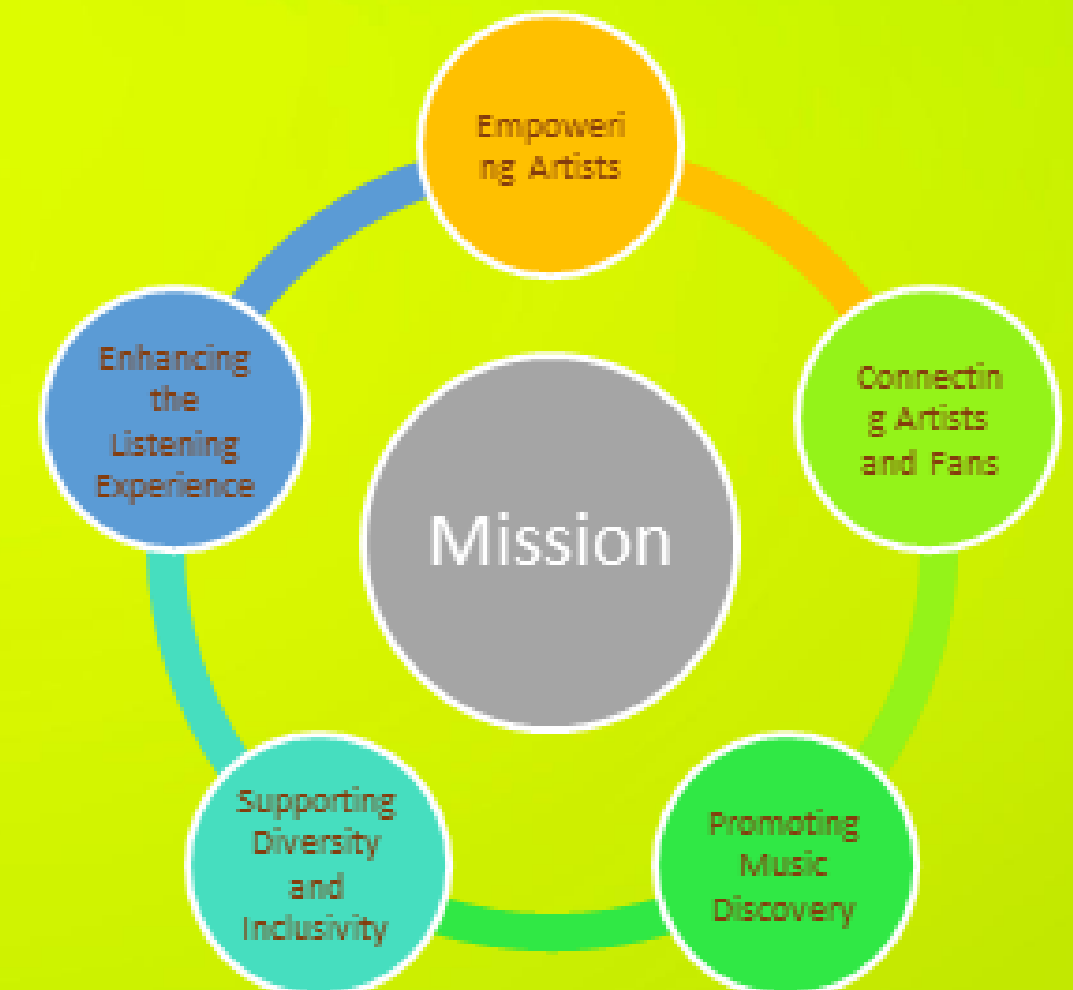 Empoweri
ng Artists
Connectin
g Artists
and Fans
Promoting
Music
Discovery
Supporting
Diversity
and
Inclusivity
Enhancing
the
Listening
Experience
Mission